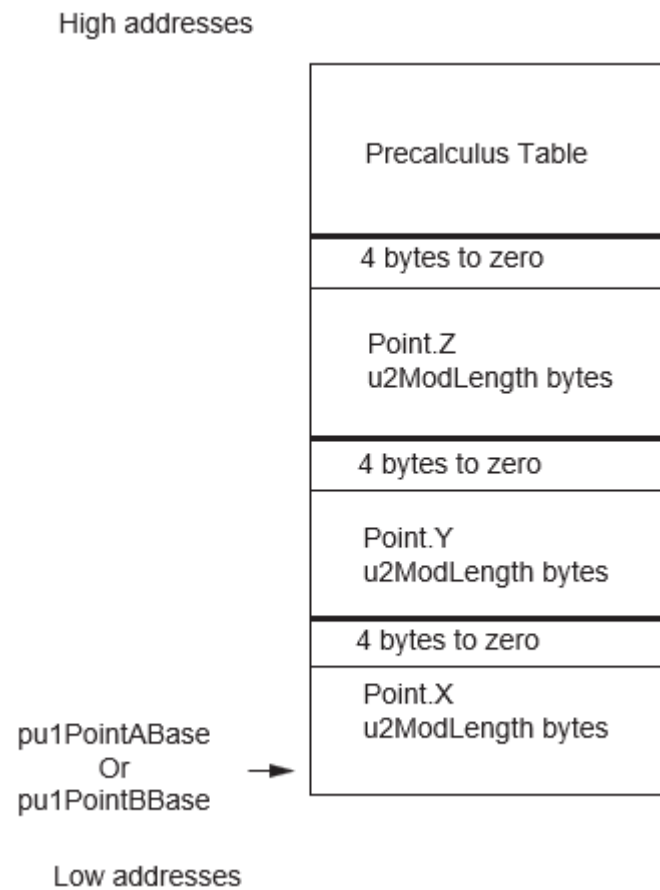 High addresses
Precalculus Table
4 bytes to zero
Point.Z
u2ModLength bytes
4 bytes to zero
Point.Y
u2ModLength bytes
4 bytes to zero
Point.X
u2ModLength bytes
pu1PointABase
Or
pu1PointBBase
Low addresses